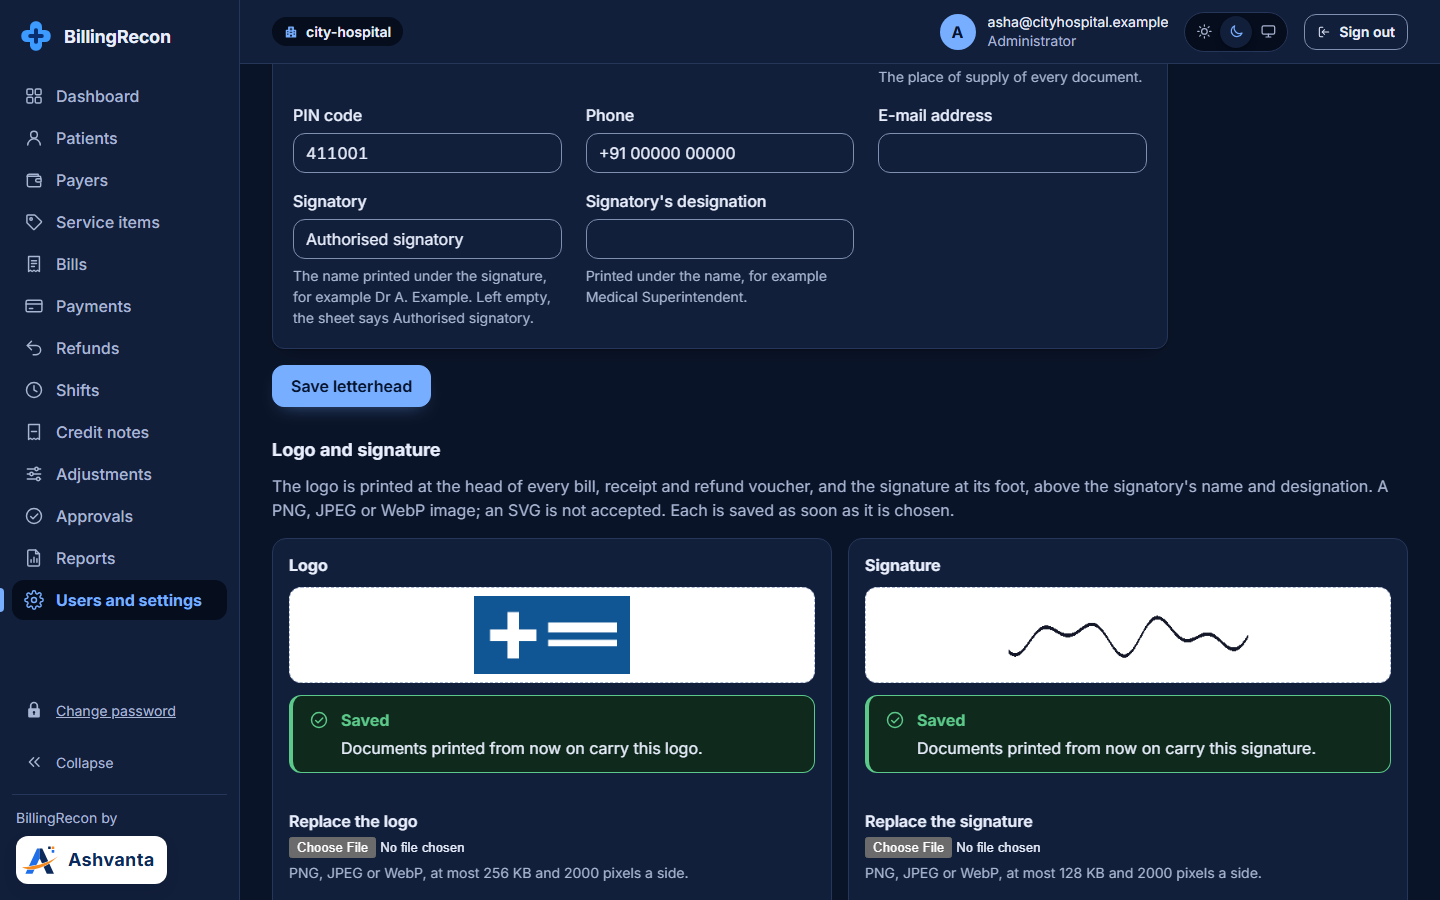 BillingRecon
city-hospital
A
asha@cityhospital.example
Administrator
Sign out
Dashboard
Patients
Payers
Service items
Bills
Payments
Refunds
Shifts
Credit notes
Adjustments
Approvals
Reports
Users and settings
Change password
Collapse
BillingRecon by
Ashvanta
The place of supply of every document.
PIN code
Phone
E-mail address
411001
+91 00000 00000
Signatory
Signatory's designation
Authorised signatory
The name printed under the signature,
for example Dr A. Example. Left empty,
the sheet says Authorised signatory.
Printed under the name, for example
Medical Superintendent.
Save letterhead
Logo and signature
The logo is printed at the head of every bill, receipt and refund voucher, and the signature at its foot, above the signatory's name and designation. A
PNG, JPEG or WebP image; an SVG is not accepted. Each is saved as soon as it is chosen.
Logo
Saved
Documents printed from now on carry this logo.
Replace the logo
Choose File No file chosen
PNG, JPEG or WebP, at most 256 KB and 2000 pixels a side.
Signature
Saved
Documents printed from now on carry this signature.
Replace the signature
Choose File No file chosen
PNG, JPEG or WebP, at most 128 KB and 2000 pixels a side.